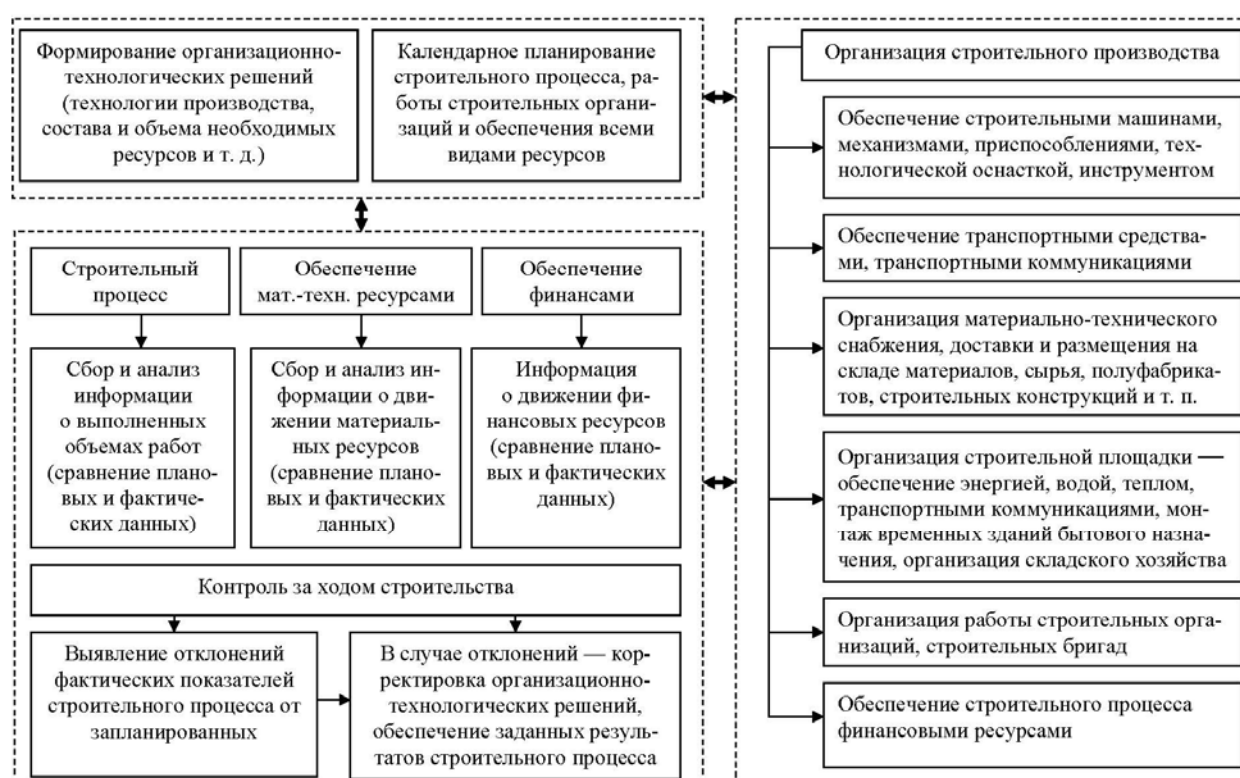 Формирование организационно-
технологических решений
(технологии производства,
состава и объема необходимых
ресурсов и т. д.)
Календарное планирование
строительного процесса, ра-
боты строительных органи-
заций и обеспечения всеми
видами ресурсов
Строительный
процесс
Обеспечение
мат.-техн. ресурсами
Обеспечение
финансами
Сбор и анализ
информации
о выполненных
объемах работ
(сравнение плано-
вых и фактиче-
ских данных)
Сбор и анализ ин-
формации о дви-
жении материаль-
ных ресурсов
(сравнение плано-
вых и фактических
данных)
Информация
о движении фи-
нансовых ресурсов
(сравнение плано-
вых и фактических
данных)
Контроль за ходом строительства
Выявление отклонений
фактических показателей
строительного процесса от
запланированных
В случае отклонений — кор-
ректировка организационно-
технологических решений,
обеспечение заданных резуль-
татов строительного процесса
Организация строительного производства
Обеспечение строительными машинами,
механизмами, приспособлениями, тех-
нологической оснасткой, инструментом
Обеспечение транспортными средства-
ми, транспортными коммуникациями
Организация материально-технического
снабжения, доставки и размещения на
складе материалов, сырья, полуфабрика-
тов, строительных конструкций и т. п.
Организация строительной площадки —
обеспечение энергией, водой, теплом,
транспортными коммуникациями, мон-
таж временных зданий бытового назна-
чения, организация складского хозяйства
Организация работы строительных орга-
низаций, строительных бригад
Обеспечение строительного процесса
финансовыми ресурсами